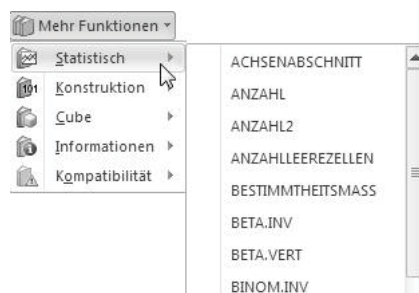 Mehr Funktionen
Statistisch
Konstruktion
Cube
Informationen
Kompatibilität
ACHSENABSCHNITT
ANZAHL
ANZAHL2
ANZAHLLEEREZELLEN
BESTIMMTHEITSMASS
BETA.INV
BETA.VERT
BINOM.INV